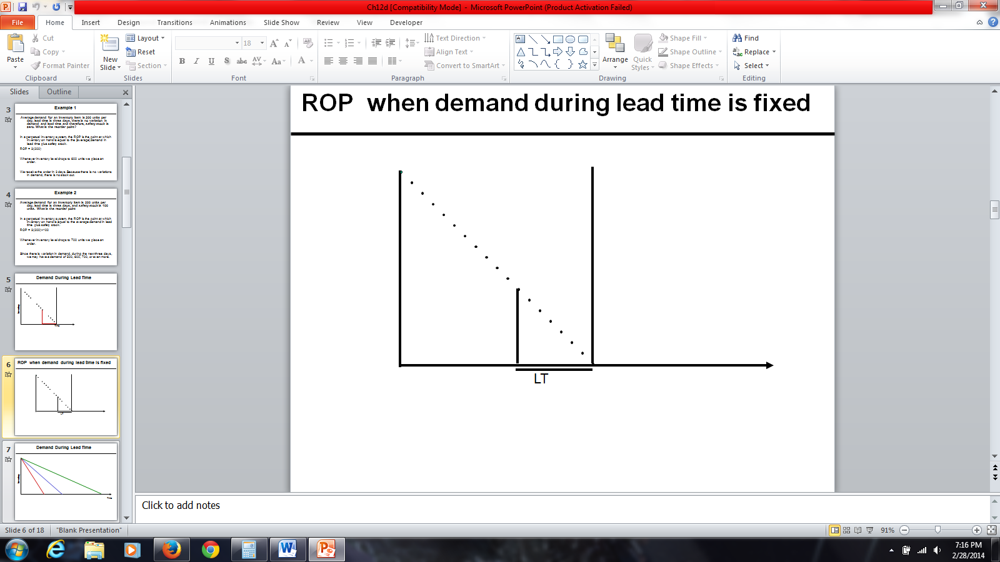 Ch12d [Compatibility Mode] - Microsoft PowerPoint (Product Activation Failed)
File Home Insert Design Transitions Animations Slide Show Review View Developer
Paste
Cut
Copy
Format Painter
Clipboard
New
Slide
Layout
Reset
Section
Slides
18
B I U S abc AV Aa A
Font
Text Direction
Align Text
Convert to SmartArt
Paragraph
Arrange
Quick
Styles
Shape Fill
Shape Outline
Shape Effects
Drawing
Find
Replace
Select
Editing
Slides Outline
3
Example 1
Average demand for an inventory item is 200 units per
day, lead time is three days, there is no variation in
demand and lead time and therefore, safety stock is
zero. What is the reorder point?
In a perpetual inventory system, the ROP is the point at which
inventory on hand is equal to the (average) demand in
lead time plus safety stock.
ROP = 3(200)
Whenever inventory level drops to 600 units we place an
order.
We receive the order in 3 days. Because there is no variations
in demand, there is no stock out.
4
Example 2
Average demand for an inventory item is 200 units per
day, lead time is three days, and safety stock is 100
units. What is the reorder point
In a perpetual inventory system, the ROP is the point at which
inventory on hand is equal to the average demand in lead
time plus safety stock.
ROP = 3(200)+100
Whenever inventory level drops to 700 units we place an
order.
Since there is variation in demand, during the next three days,
we may have a demand of 500, 600, 700, or even more.
5
Demand During Lead Time
Inventory
Time
6
ROP when demand during lead time is fixed
LT
7
Demand During Lead Time
Inventory
Time
ROP when demand during lead time is fixed
LT
Click to add notes
Slide 6 of 18 "Blank Presentation" 91%
7:16 PM
2/28/2014